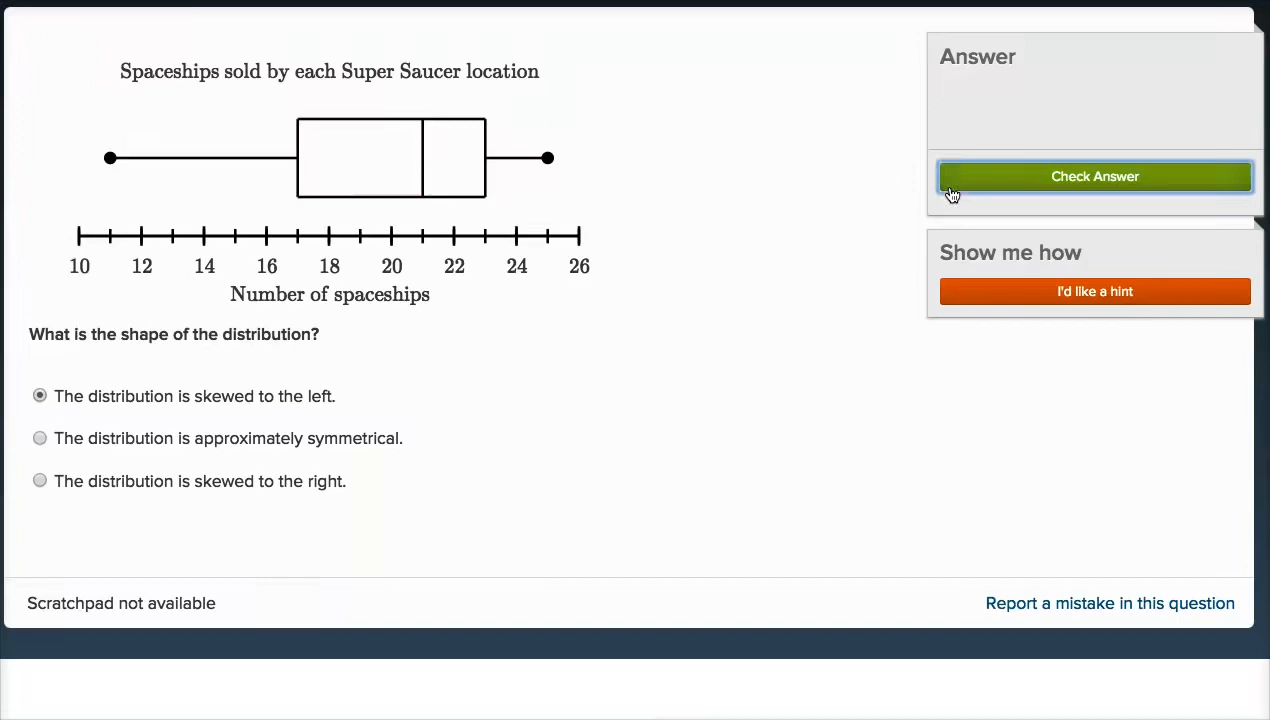 Spaceships sold by each Super Saucer location
10 12 14 16 18 20 22 24 26
Number of spaceships
What is the shape of the distribution?
The distribution is skewed to the left.
The distribution is approximately symmetrical.
The distribution is skewed to the right.
Answer
Check Answer
Show me how
I'd like a hint
Scratchpad not available
Report a mistake in this question